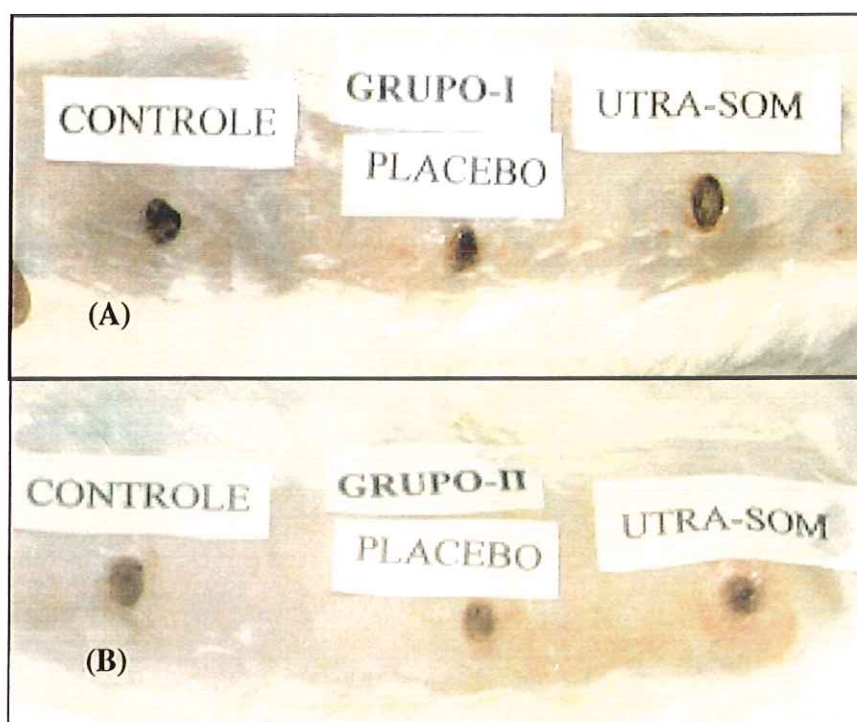 CONTROLE
GRUPO-I
PLACEBO
UTRA-SOM
(A)
CONTROLE
GRUPO-II
PLACEBO
UTRA-SOM
(B)